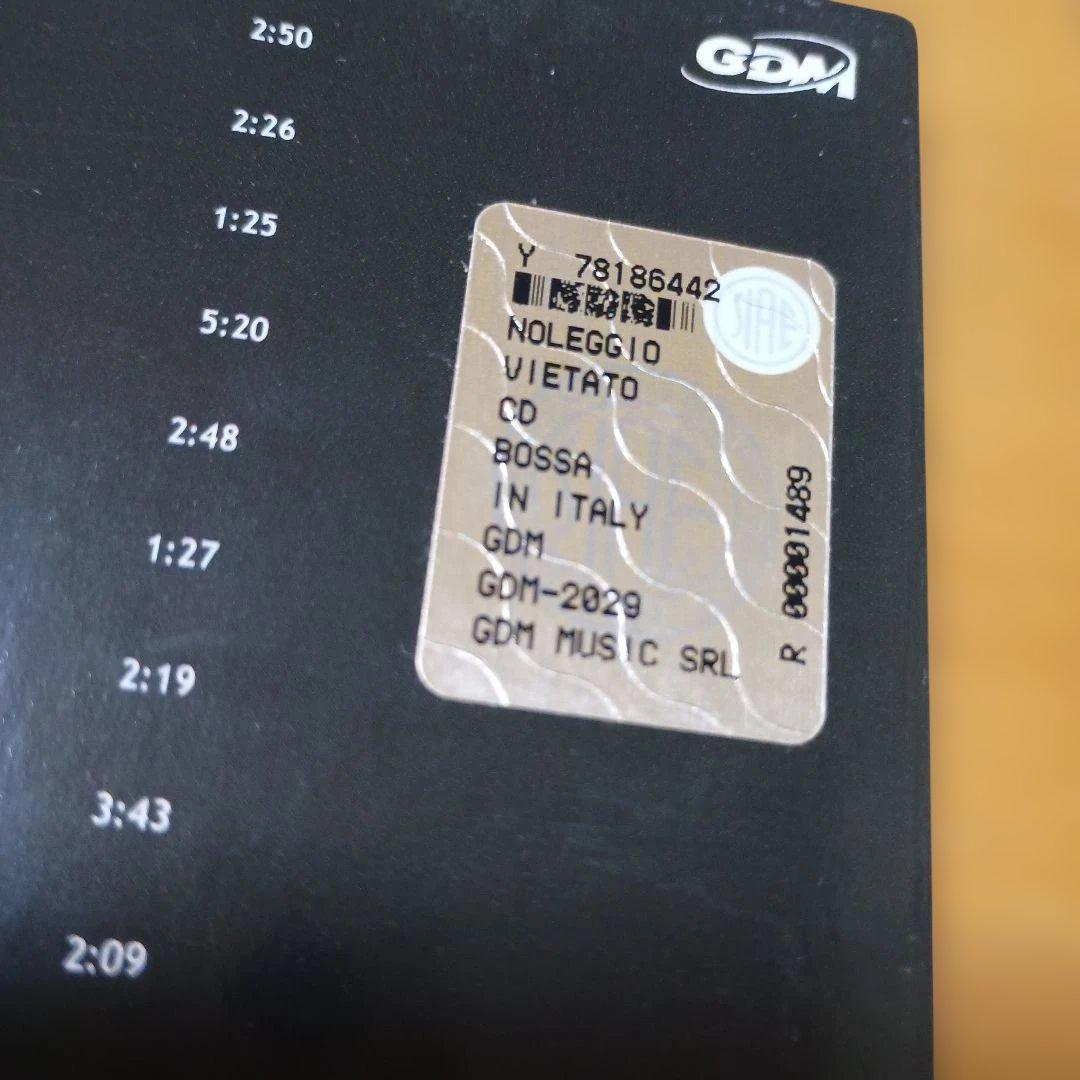 2:50
GDM
2:26
1:25
5:20
2:48
1:27
2:19
3:43
2:09
Y 78186442
SIAE
NOLEGGIO
VIETATO
CD
BOSSA
IN ITALY
GDM
GDM-2029
GDM MUSIC SRL
R 00001489